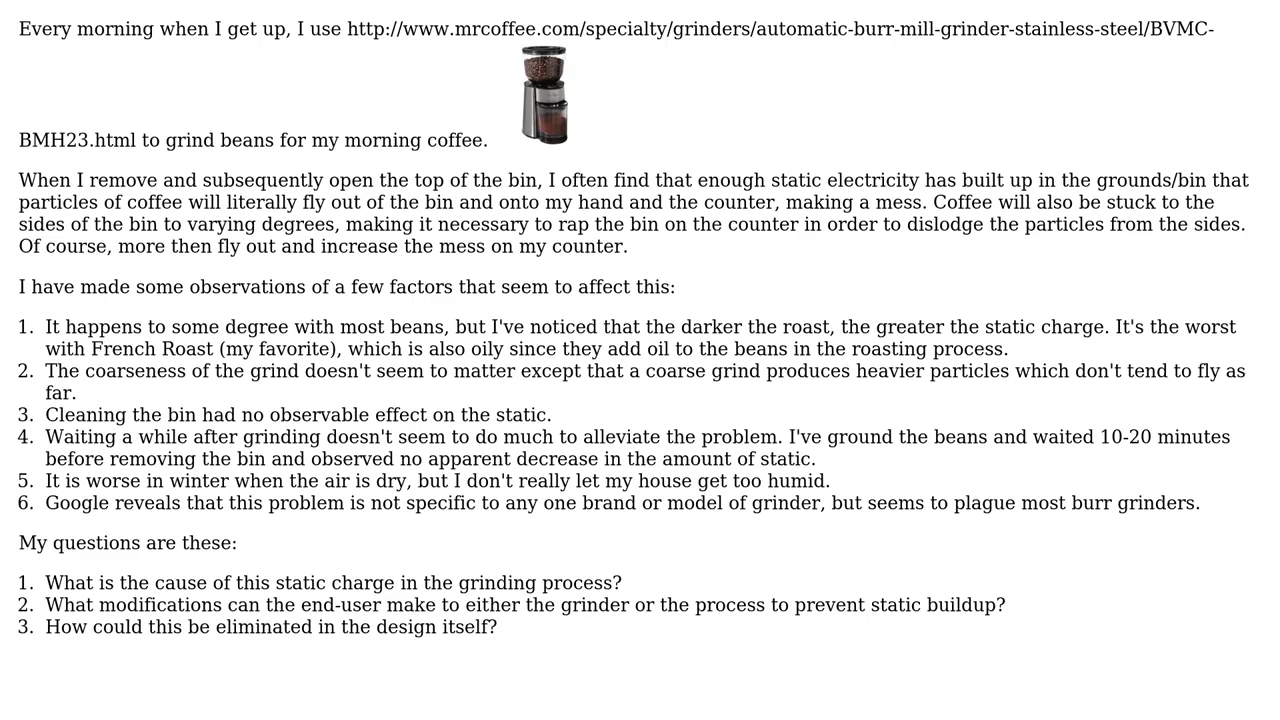 Every morning when I get up, I use http://www.mrcoffee.com/specialty/grinders/automatic-burr-mill-grinder-stainless-steel/BVMC-
BMH23.html to grind beans for my morning coffee.
When I remove and subsequently open the top of the bin, I often find that enough static electricity has built up in the grounds/bin that
particles of coffee will literally fly out of the bin and onto my hand and the counter, making a mess. Coffee will also be stuck to the
sides of the bin to varying degrees, making it necessary to rap the bin on the counter in order to dislodge the particles from the sides.
Of course, more then fly out and increase the mess on my counter.
I have made some observations of a few factors that seem to affect this:
1. It happens to some degree with most beans, but I've noticed that the darker the roast, the greater the static charge. It's the worst
with French Roast (my favorite), which is also oily since they add oil to the beans in the roasting process.
2. The coarseness of the grind doesn't seem to matter except that a coarse grind produces heavier particles which don't tend to fly as
far.
3. Cleaning the bin had no observable effect on the static.
4. Waiting a while after grinding doesn't seem to do much to alleviate the problem. I've ground the beans and waited 10-20 minutes
before removing the bin and observed no apparent decrease in the amount of static.
5. It is worse in winter when the air is dry, but I don't really let my house get too humid.
6. Google reveals that this problem is not specific to any one brand or model of grinder, but seems to plague most burr grinders.
My questions are these:
1. What is the cause of this static charge in the grinding process?
2. What modifications can the end-user make to either the grinder or the process to prevent static buildup?
3. How could this be eliminated in the design itself?